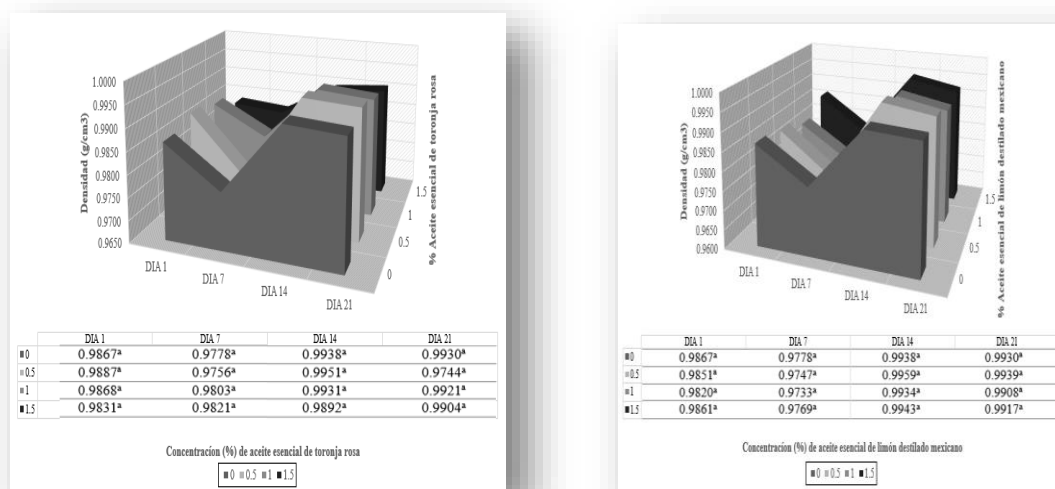 1.0000
0.9950
0.9900
0.9850
0.9800
0.9750
0.9700
0.9650
Densidad (g/cm3)
DIA 1
DIA 7
DIA 14
DIA 21
0
0.5
1
1.5
% Aceite esencial de toronja rosa
DIA 1 DIA 7 DIA 14 DIA 21
0 0.9867ª 0.9778ª 0.9938ª 0.9930ª
0.5 0.9887ª 0.9756ª 0.9951ª 0.9744ª
1 0.9868ª 0.9803ª 0.9931ª 0.9921ª
1.5 0.9831ª 0.9821ª 0.9892ª 0.9904ª
Concentracion (%) de aceite esencial de toronja rosa
0 0.5 1 1.5
1.0000
0.9950
0.9900
0.9850
0.9800
0.9750
0.9700
0.9650
0.9600
Densidad (g/cm3)
DIA 1
DIA 7
DIA 14
DIA 21
0
0.5
1
1.5
% Aceite esencial de limón destilado mexicano
DIA 1 DIA 7 DIA 14 DIA 21
0 0.9867ª 0.9778ª 0.9938ª 0.9930ª
0.5 0.9851ª 0.9747ª 0.9959ª 0.9939ª
1 0.9820ª 0.9733ª 0.9934ª 0.9908ª
1.5 0.9861ª 0.9769ª 0.9943ª 0.9917ª
Concentracion (%) de aceite esencial de limón destilado mexicano
0 0.5 1 1.5